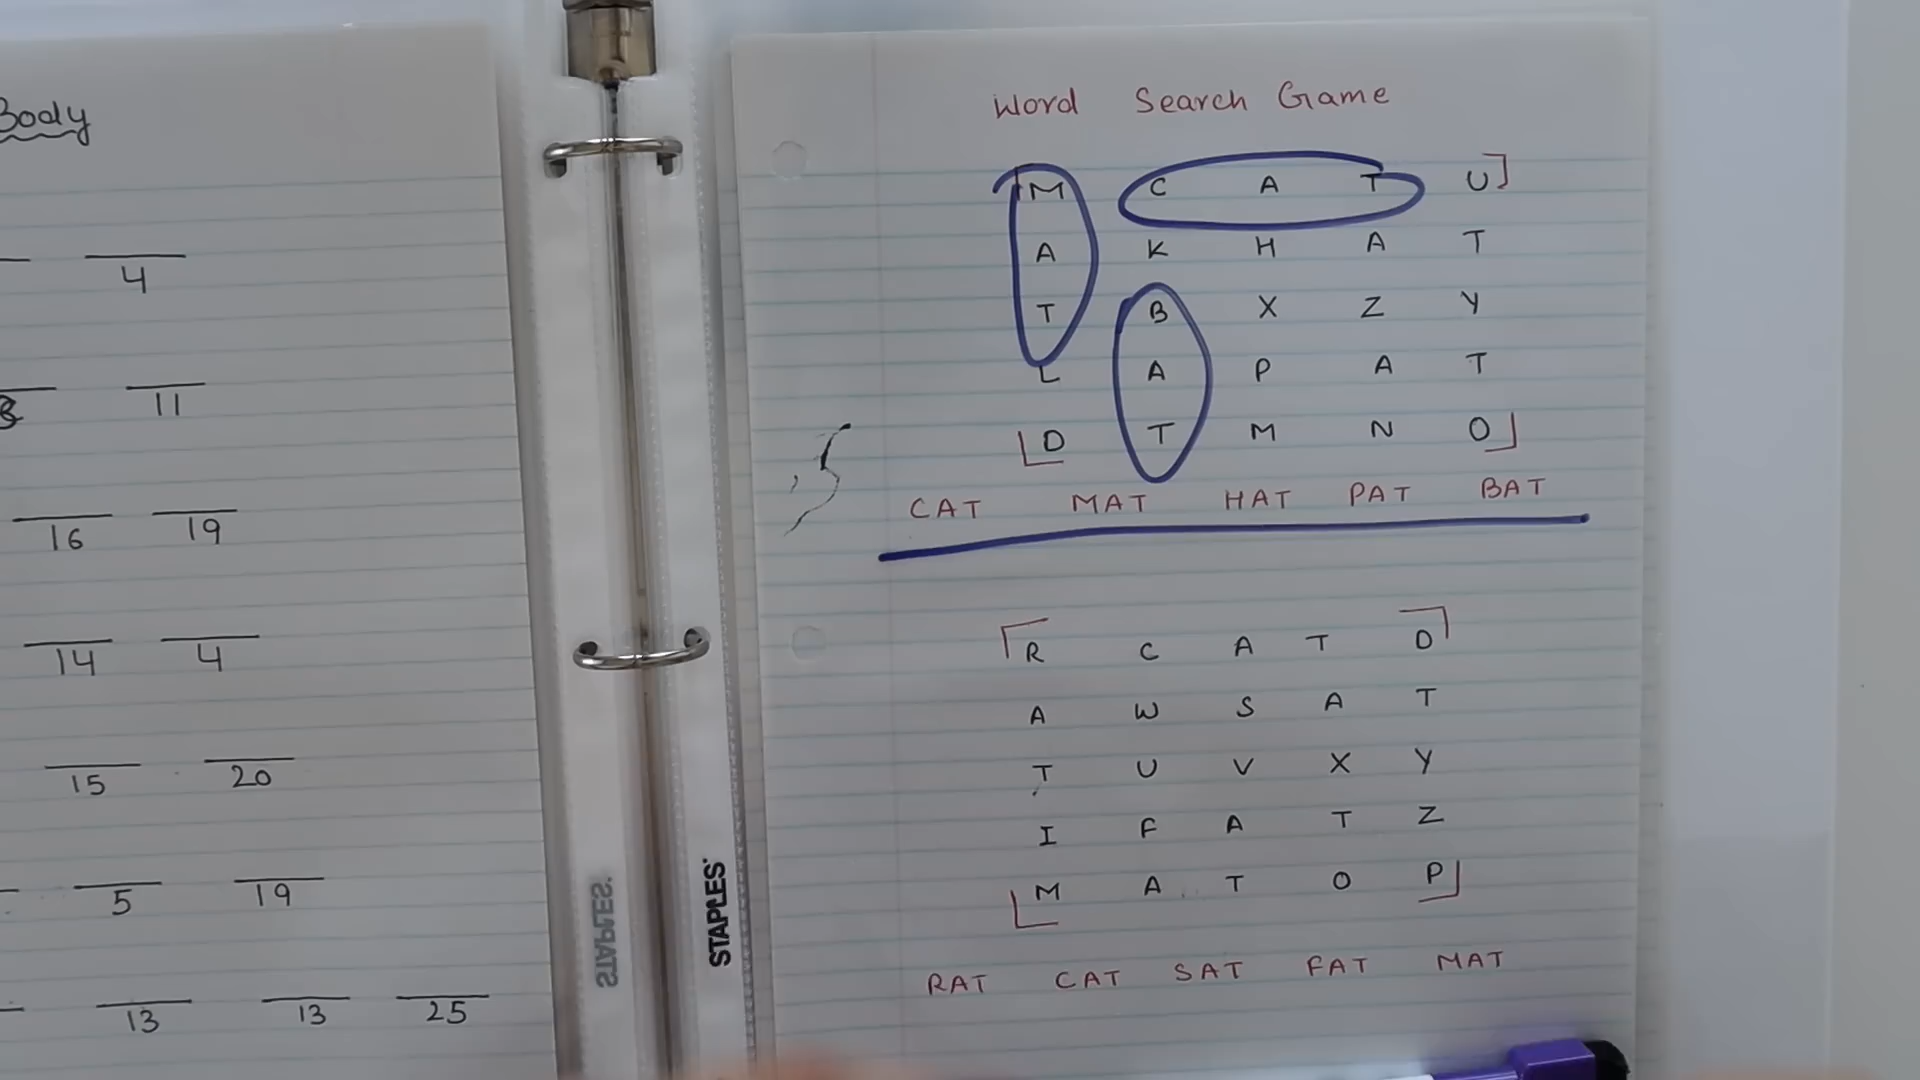 Body
4
11
16 19
14 4
15 20
5 19
13 13 25
STAPLES
Word Search Game
M C A T U
A K H A T
T B X Z Y
L A P A T
D T M N O
CAT MAT HAT PAT BAT
R C A T D
A W S A T
T U V X Y
I F A T Z
M A T O P
RAT CAT SAT FAT MAT